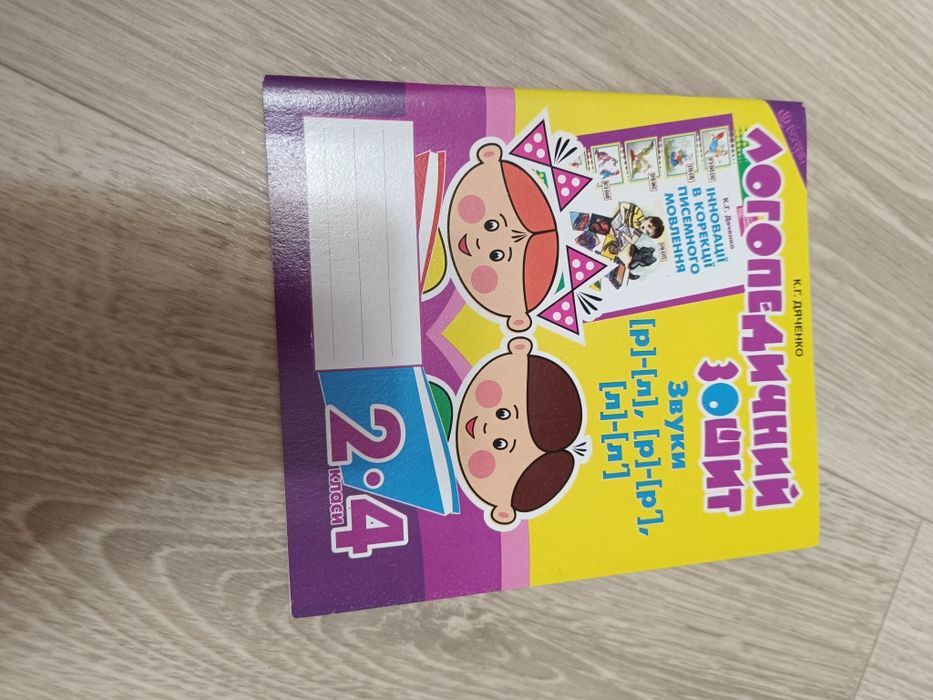 К.Г. ДЯЧЕНКО
ЛОГОПЕДИЧНИЙ
ЗОШИТ
К.Г. Дяченко
ІННОВАЦІЇ
В КОРЕКЦІЇ
ПИСЕМНОГО
МОВЛЕННЯ
Звуки
[р]-[л], [р]-[р′],
[л]-[л′]
2·4
класи